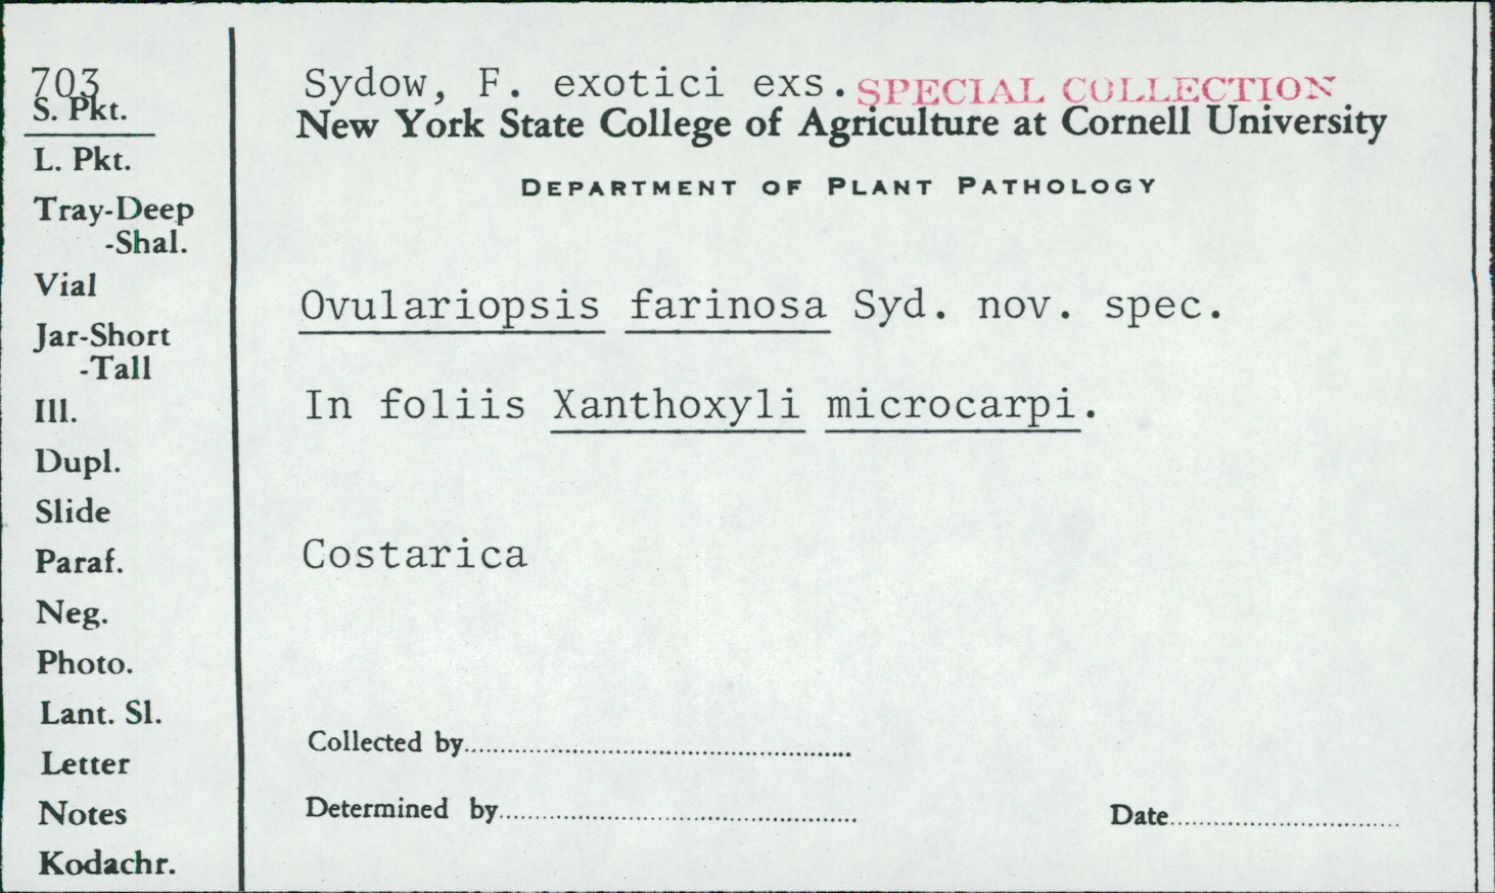 703
S. Pkt.
L. Pkt.
Tray-Deep
-Shal.
Vial
Jar-Short
-Tall
Ill.
Dupl.
Slide
Paraf.
Neg.
Photo.
Lant. Sl.
Letter
Notes
Kodachr.
Sydow, F. exotici exs. SPECIAL COLLECTION
New York State College of Agriculture at Cornell University
DEPARTMENT OF PLANT PATHOLOGY
Ovulariopsis farinosa Syd. nov. spec.
In foliis Xanthoxyli microcarpi.
Costarica
Collected by
Determined by
Date